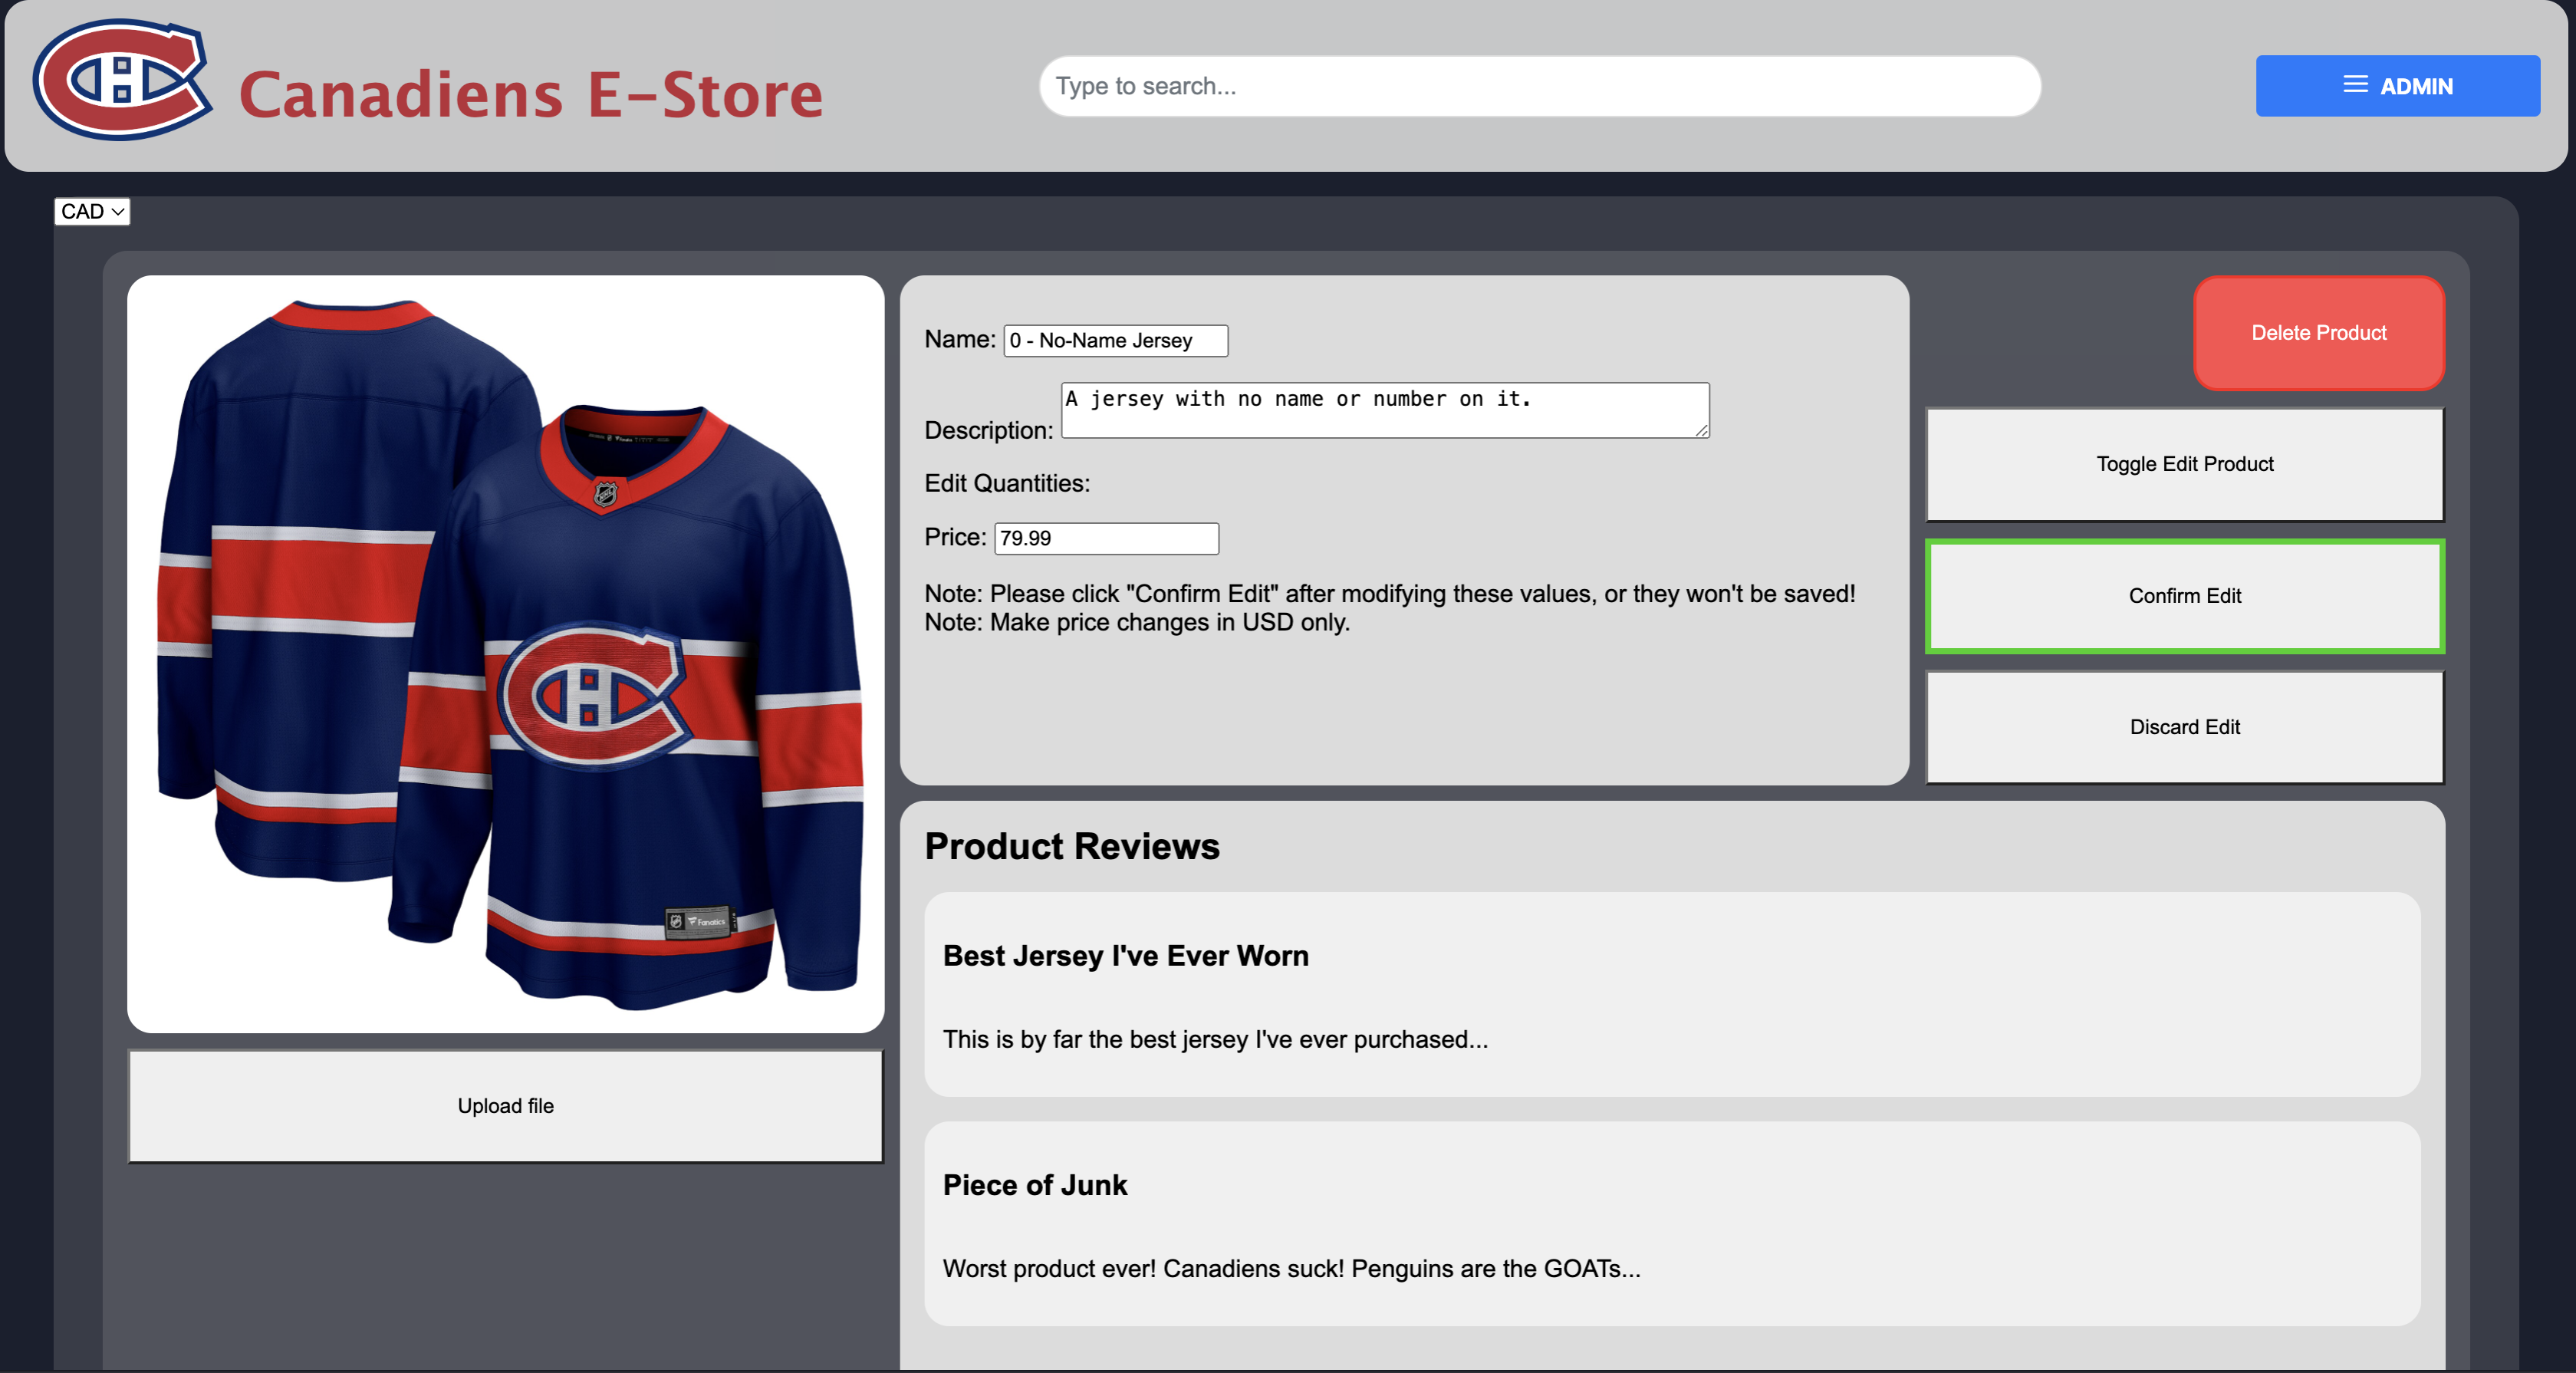 Canadiens E-Store
Type to search...
ADMIN
CAD
Name: 0 - No-Name Jersey
Description: A jersey with no name or number on it.
Edit Quantities:
Price: 79.99
Note: Please click "Confirm Edit" after modifying these values, or they won't be saved!
Note: Make price changes in USD only.
Delete Product
Toggle Edit Product
Confirm Edit
Discard Edit
Fanatics
Upload file
Product Reviews
Best Jersey I've Ever Worn
This is by far the best jersey I've ever purchased...
Piece of Junk
Worst product ever! Canadiens suck! Penguins are the GOATs...